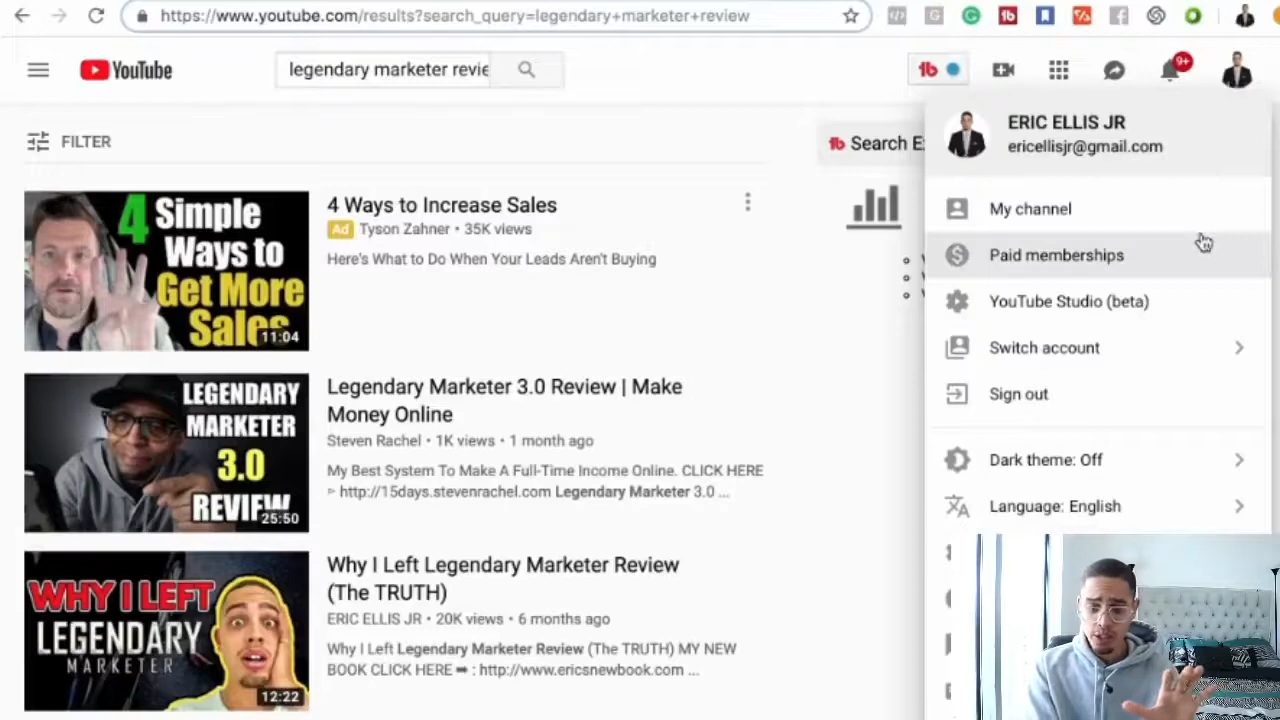 https://www.youtube.com/results?search_query=legendary+marketer+review
YouTube
legendary marketer revie
tb
9+
FILTER
tb Search E
ERIC ELLIS JR
ericellisjr@gmail.com
My channel
Paid memberships
YouTube Studio (beta)
Switch account
Sign out
Dark theme: Off
Language: English
4 Simple
Ways to
Get More
Sales
11:04
4 Ways to Increase Sales
Ad Tyson Zahner • 35K views
Here's What to Do When Your Leads Aren't Buying
LEGENDARY
MARKETER
3.0
REVIEW
25:50
Legendary Marketer 3.0 Review | Make
Money Online
Steven Rachel • 1K views • 1 month ago
My Best System To Make A Full-Time Income Online. CLICK HERE
http://15days.stevenrachel.com Legendary Marketer 3.0 ...
WHY I LEFT
LEGENDARY
MARKETER
12:22
Why I Left Legendary Marketer Review
(The TRUTH)
ERIC ELLIS JR • 20K views • 6 months ago
Why I Left Legendary Marketer Review (The TRUTH) MY NEW
BOOK CLICK HERE ➡ : http://www.ericsnewbook.com ...